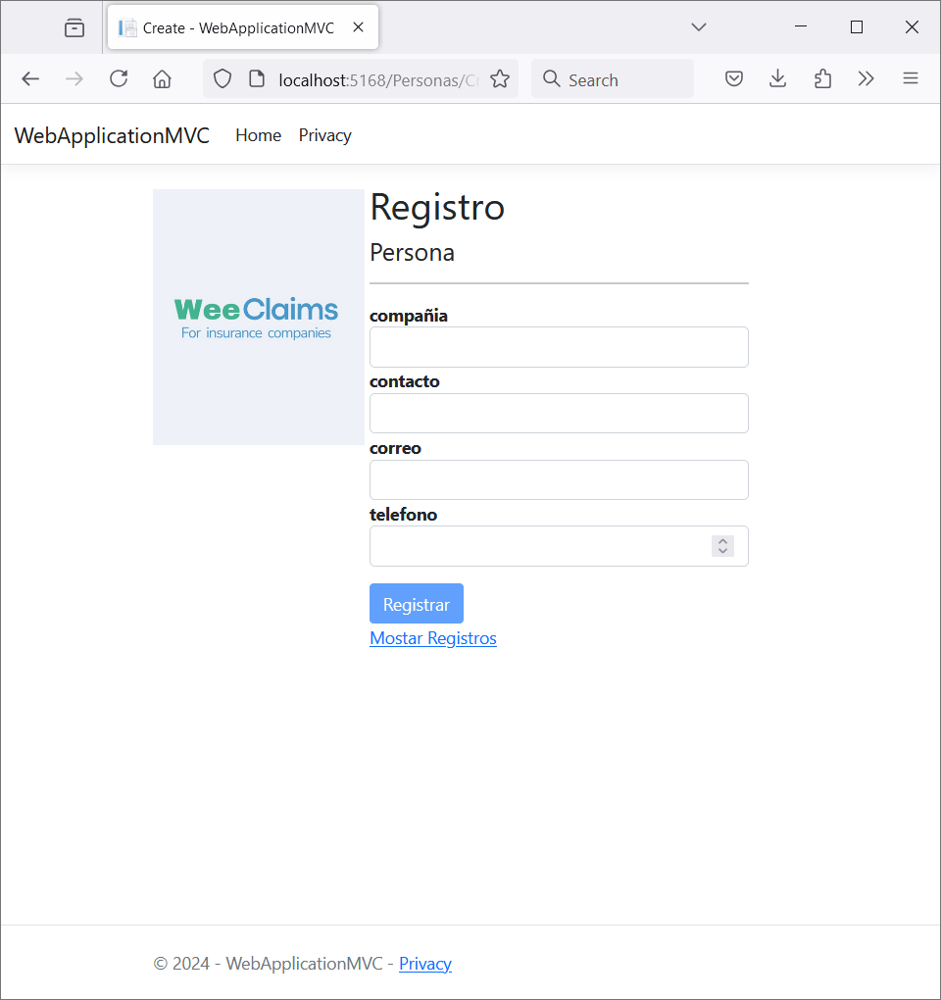 Create - WebApplicationMVC
localhost:5168/Personas/C
Search
WebApplicationMVC Home Privacy
WeeClaims
For insurance companies
Registro
Persona
compañia
contacto
correo
telefono
Registrar
Mostar Registros
© 2024 - WebApplicationMVC - Privacy